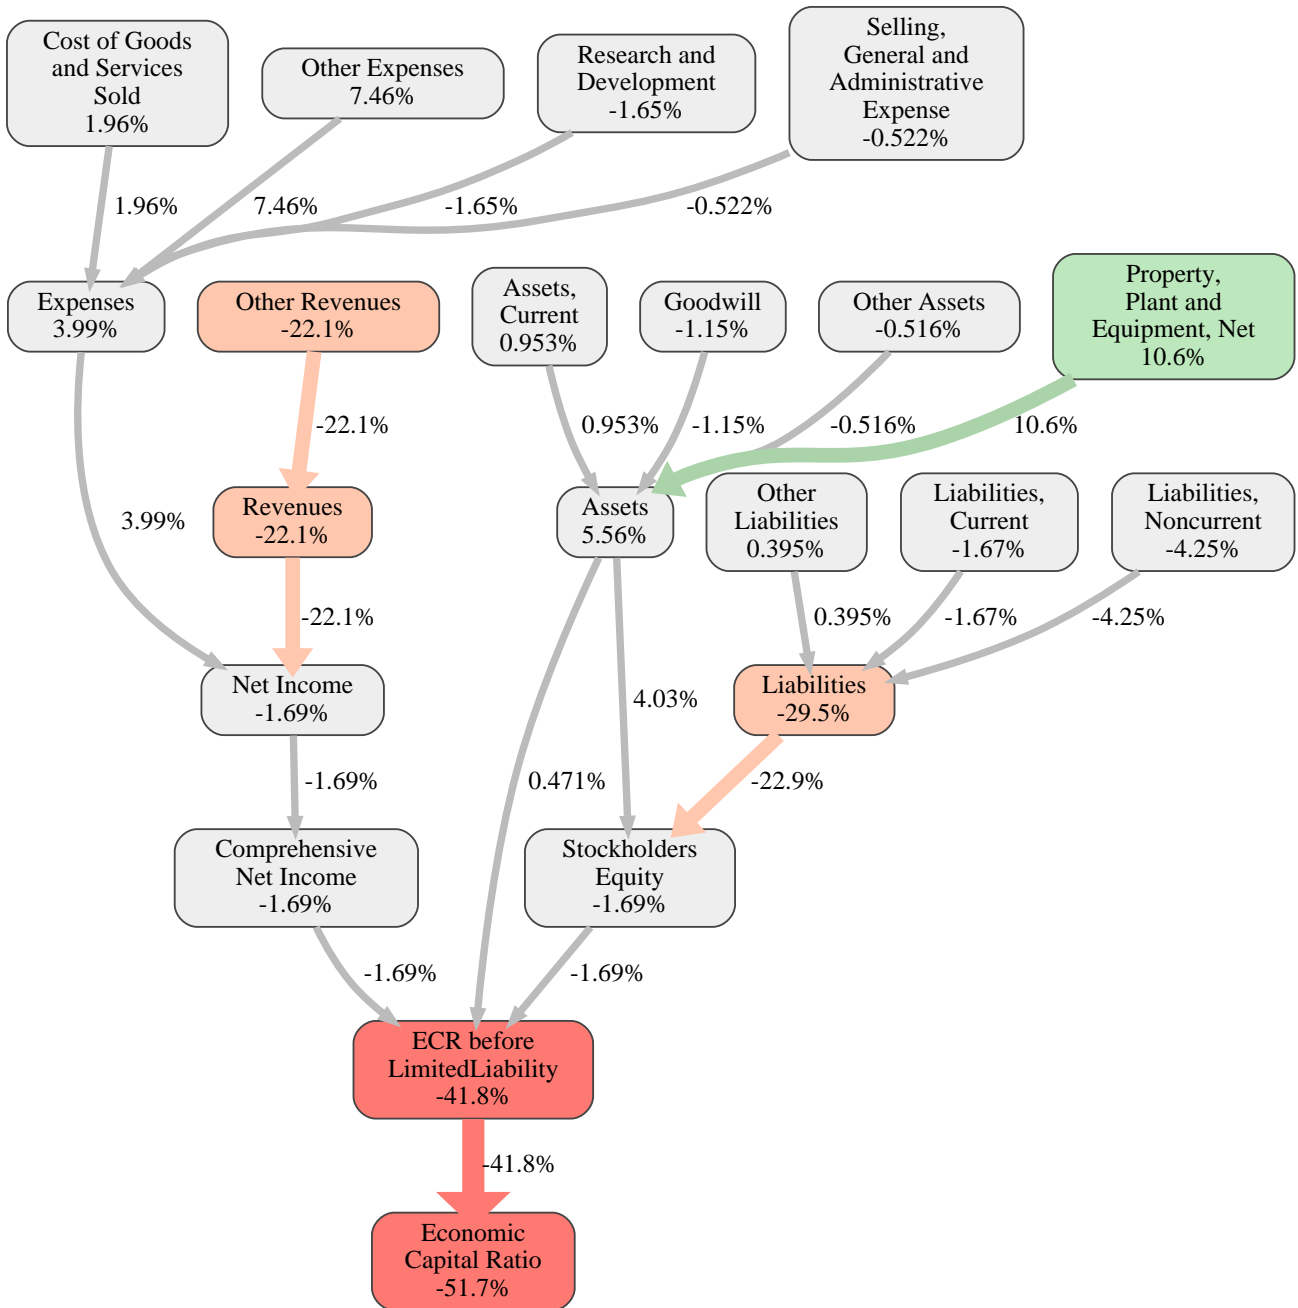 Cost of Goods
and Services
Sold
1.96%
Other Expenses
7.46%
Research and
Development
-1.65%
Selling,
General and
Administrative
Expense
-0.522%
1.96%
7.46%
-1.65%
-0.522%
Expenses
3.99%
Other Revenues
-22.1%
Assets,
Current
0.953%
Goodwill
-1.15%
Other Assets
-0.516%
Property,
Plant and
Equipment, Net
10.6%
-22.1%
0.953%
-1.15%
-0.516%
10.6%
3.99%
Revenues
-22.1%
Assets
5.56%
Other
Liabilities
0.395%
Liabilities,
Current
-1.67%
Liabilities,
Noncurrent
-4.25%
-22.1%
0.395%
-1.67%
-4.25%
Net Income
-1.69%
4.03%
Liabilities
-29.5%
-1.69%
0.471%
-22.9%
Comprehensive
Net Income
-1.69%
Stockholders
Equity
-1.69%
-1.69%
-1.69%
ECR before
LimitedLiability
-41.8%
-41.8%
Economic
Capital Ratio
-51.7%